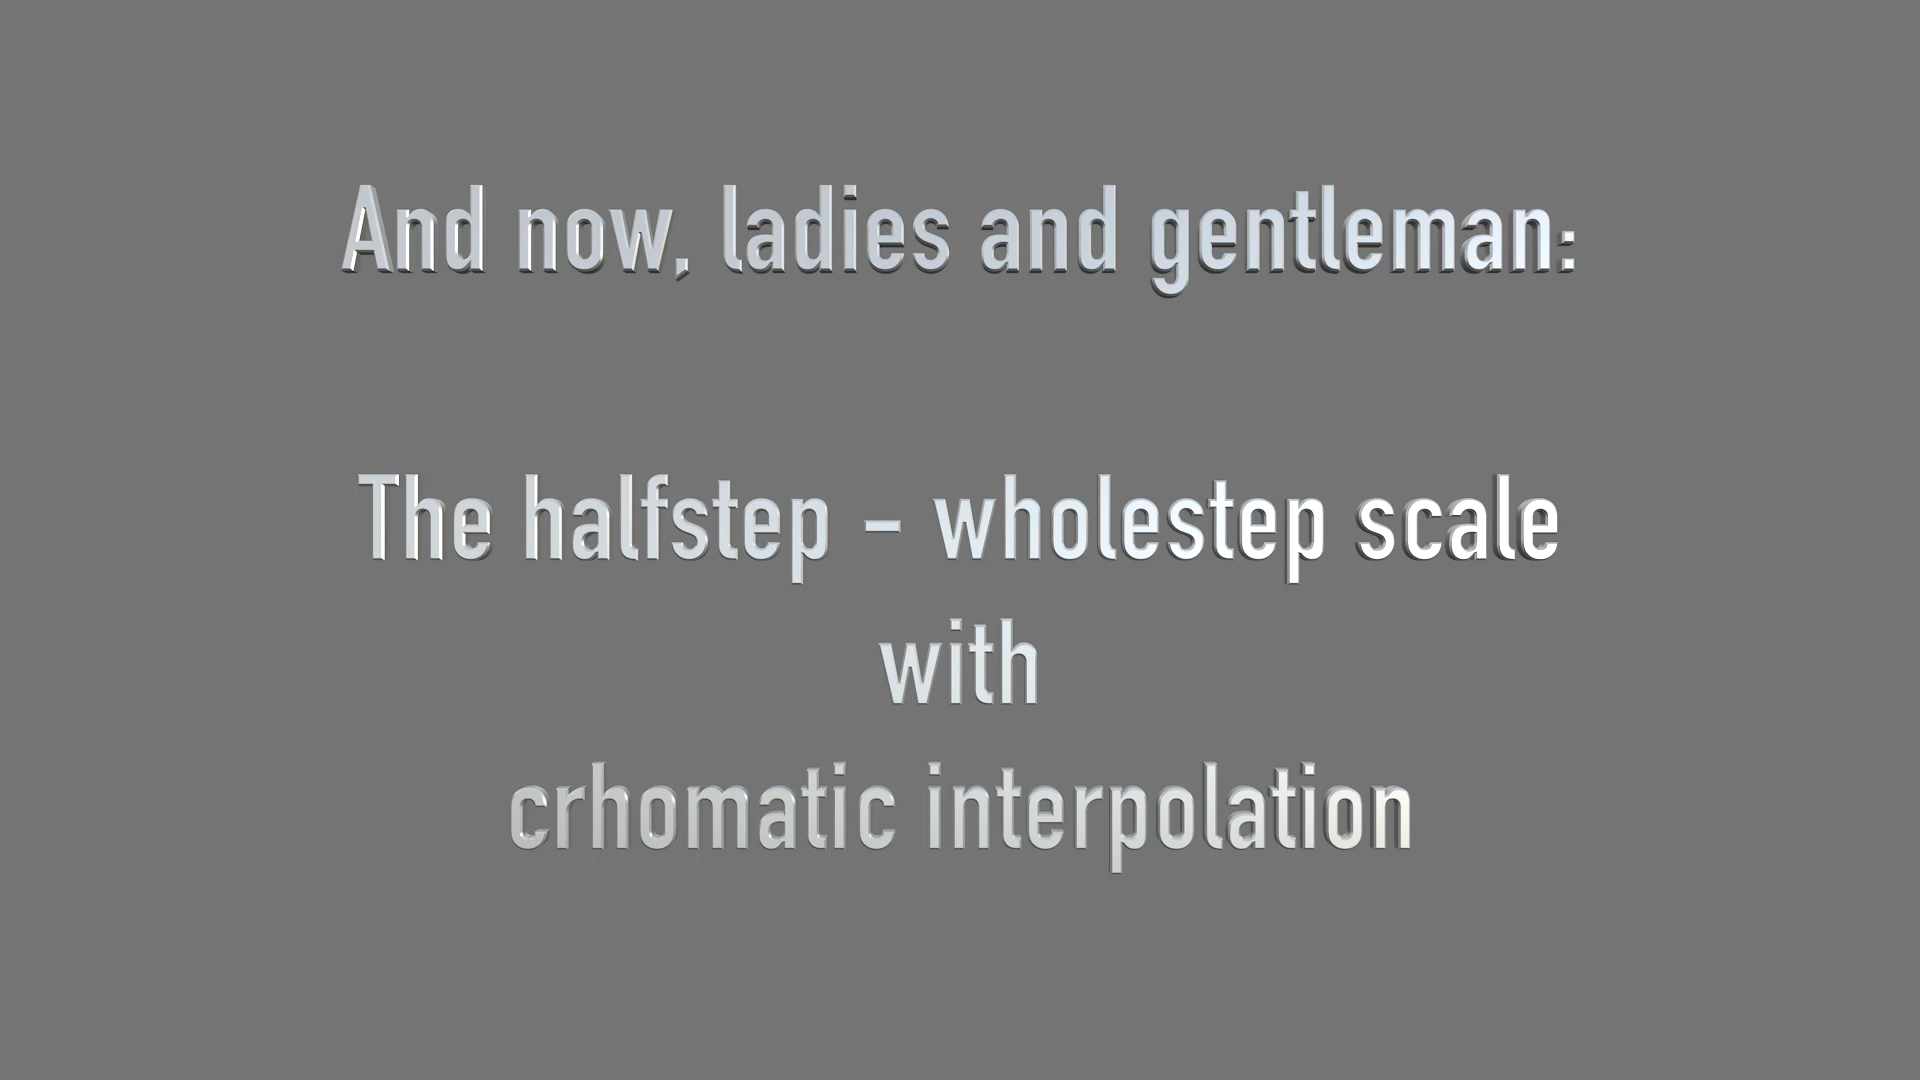 And now, ladies and gentleman:
The halfstep - wholestep scale
with
crhomatic interpolation